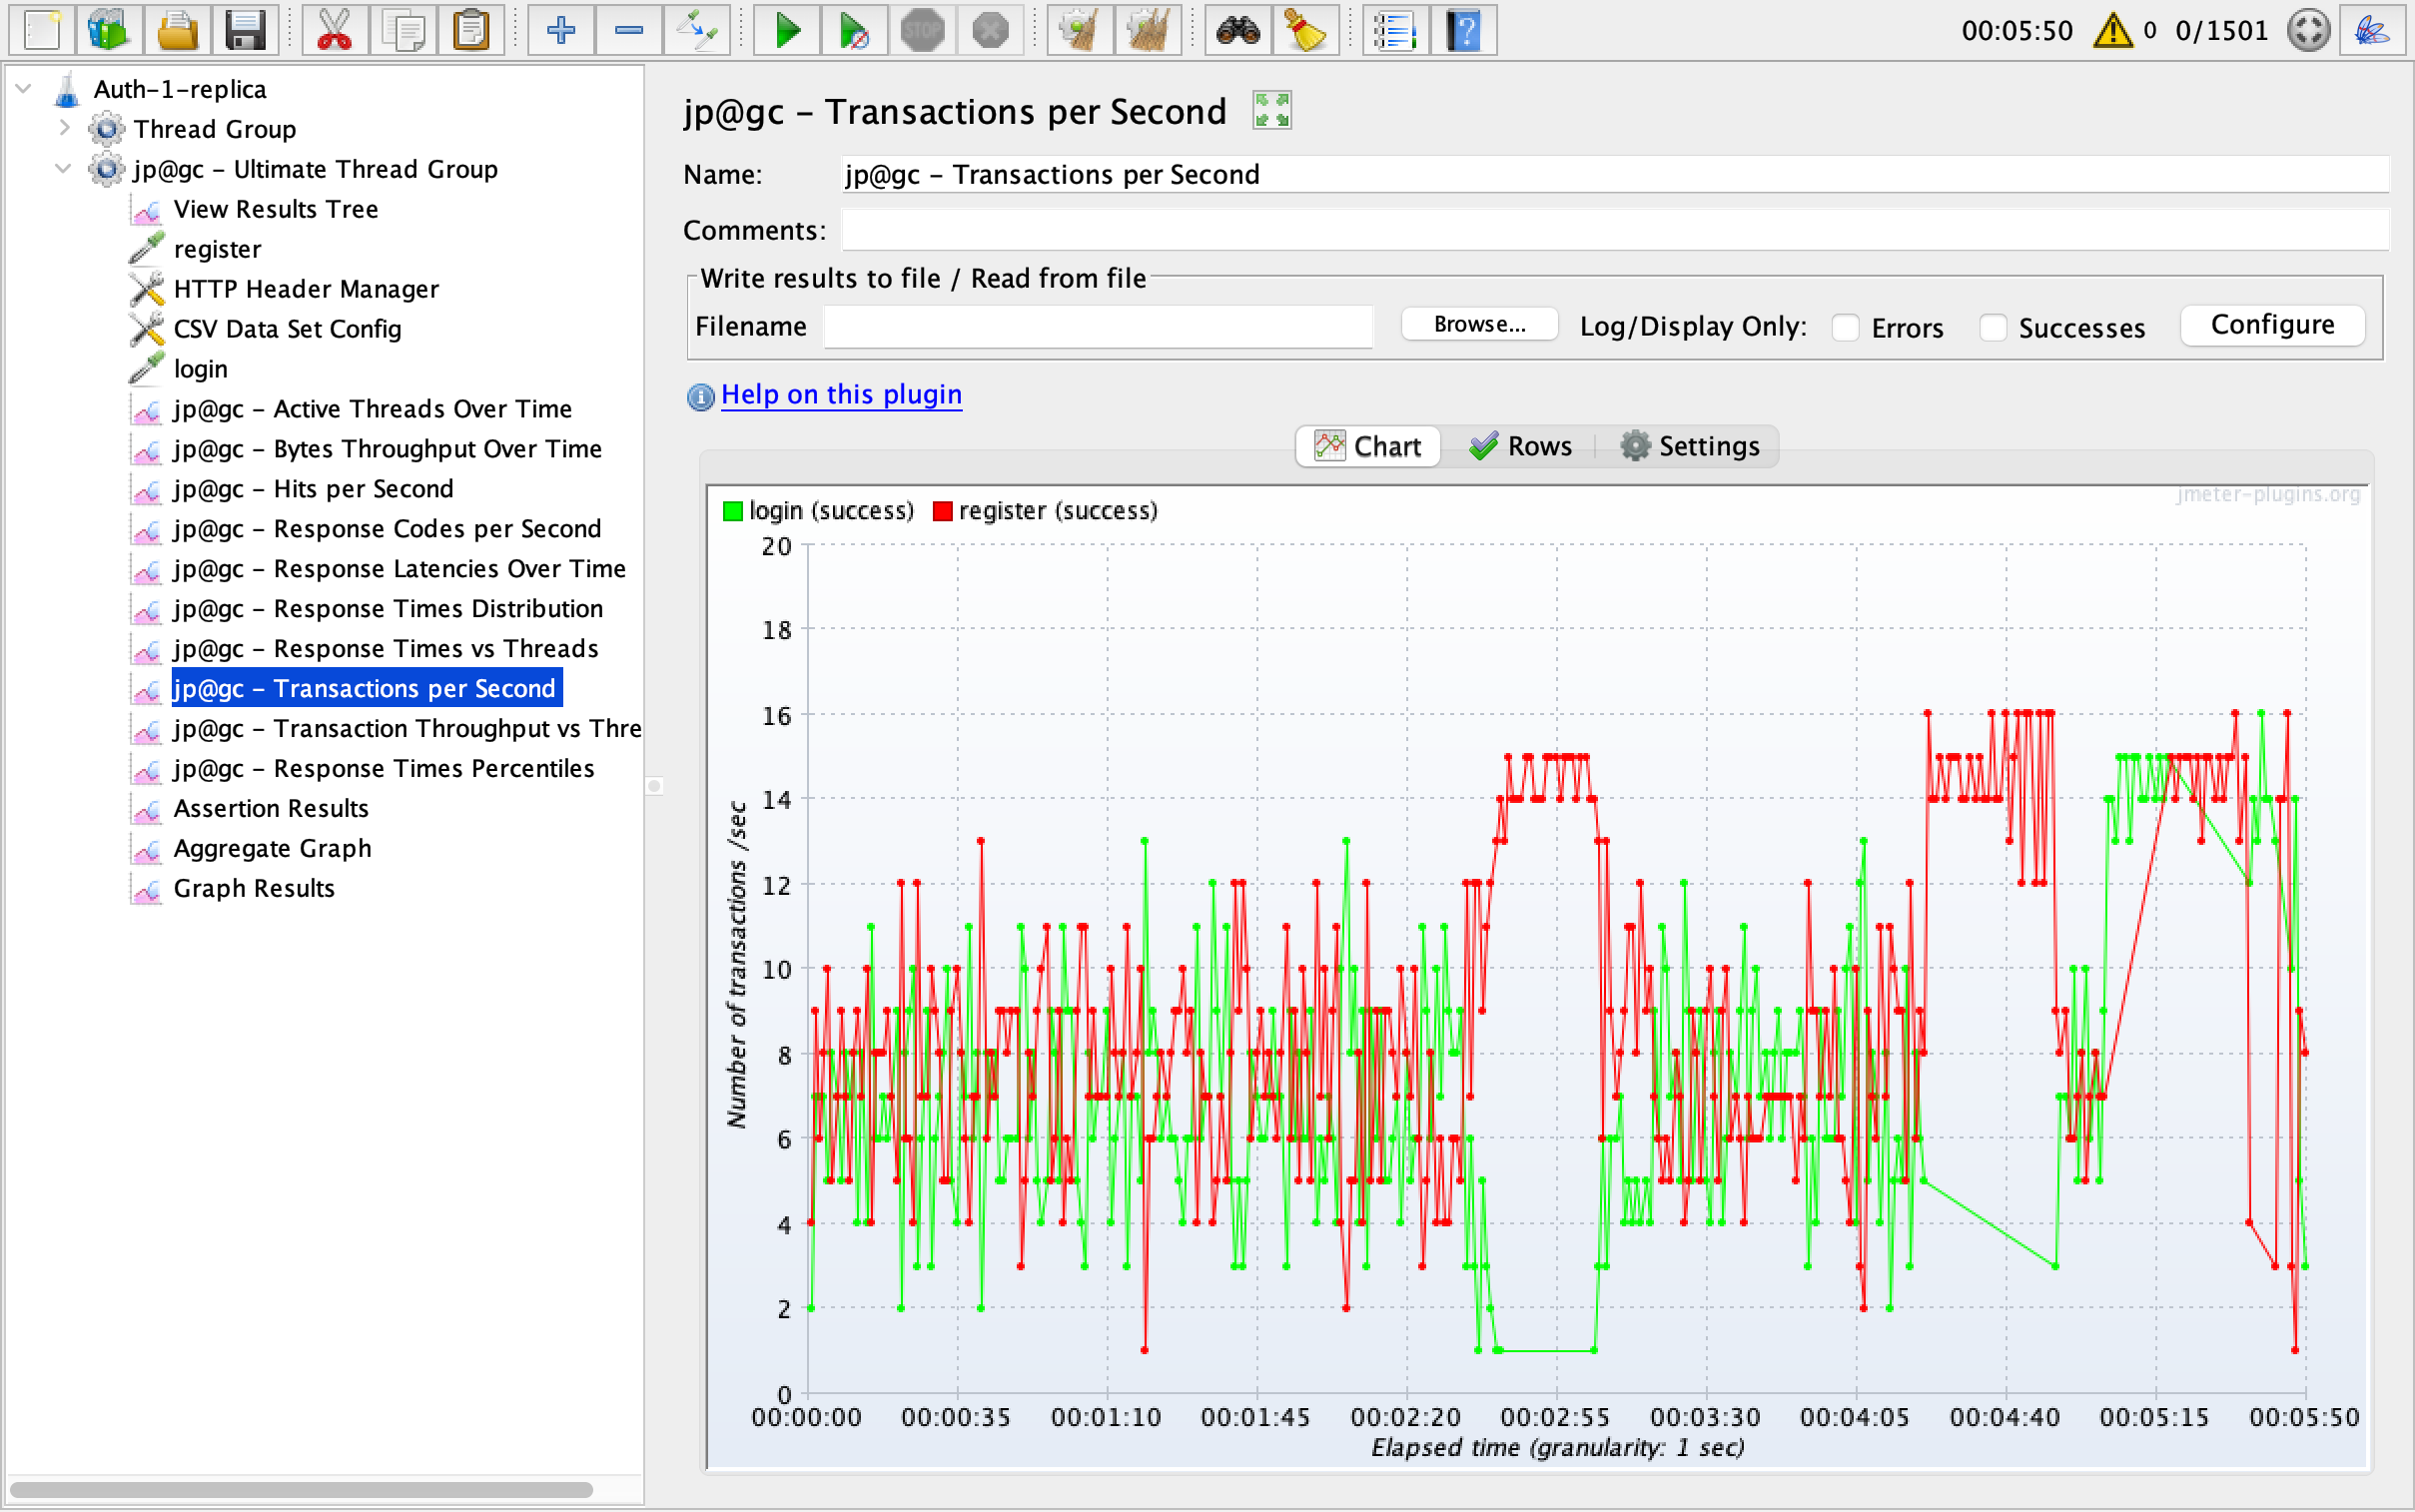 STOP
00:05:50 0 0/1501
Auth-1-replica
Thread Group
jp@gc - Ultimate Thread Group
View Results Tree
register
HTTP Header Manager
CSV Data Set Config
login
jp@gc - Active Threads Over Time
jp@gc - Bytes Throughput Over Time
jp@gc - Hits per Second
jp@gc - Response Codes per Second
jp@gc - Response Latencies Over Time
jp@gc - Response Times Distribution
jp@gc - Response Times vs Threads
jp@gc - Transactions per Second
jp@gc - Transaction Throughput vs Thre
jp@gc - Response Times Percentiles
Assertion Results
Aggregate Graph
Graph Results
jp@gc - Transactions per Second
Name: jp@gc - Transactions per Second
Comments:
Write results to file / Read from file
Filename Browse... Log/Display Only: Errors Successes Configure
Help on this plugin
Chart Rows Settings
jmeter-plugins.org
login (success) register (success)
20
18
16
14
12
10
8
6
4
2
0
Number of transactions /sec
00:00:00 00:00:35 00:01:10 00:01:45 00:02:20 00:02:55 00:03:30 00:04:05 00:04:40 00:05:15 00:05:50
Elapsed time (granularity: 1 sec)